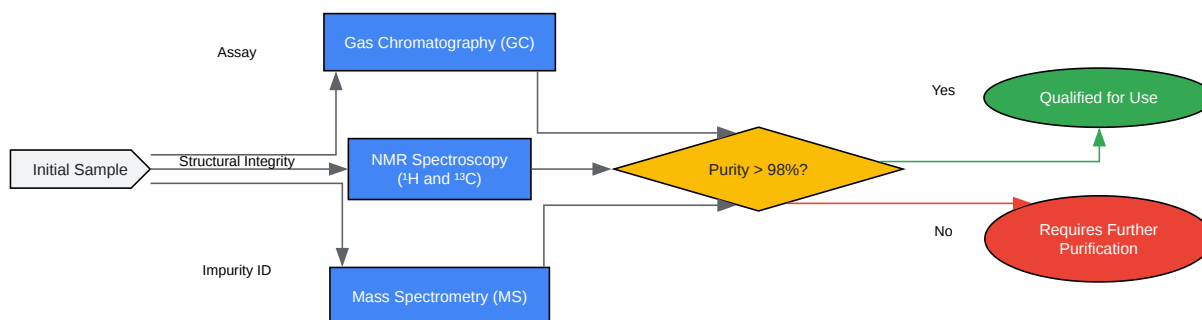 Assay
Gas Chromatography (GC)
Initial Sample
Structural Integrity
NMR Spectroscopy
(¹H and ¹³C)
Impurity ID
Mass Spectrometry (MS)
Purity > 98%?
Yes
Qualified for Use
No
Requires Further
Purification